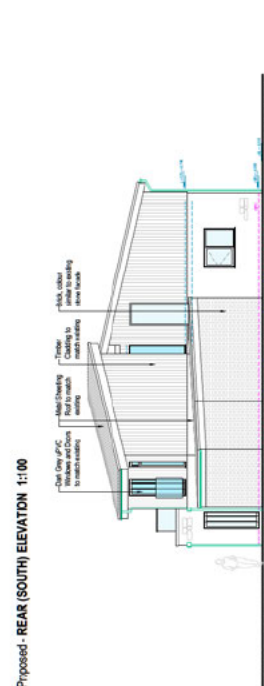 Proposed - REAR (SOUTH) ELEVATION 1:100
Dark Grey uPVC
Windows and Doors
to match existing
Metal Sheeting
Roof to match
existing
Timber
Cladding to
match existing
Brick, colour
similar to existing
stone facade